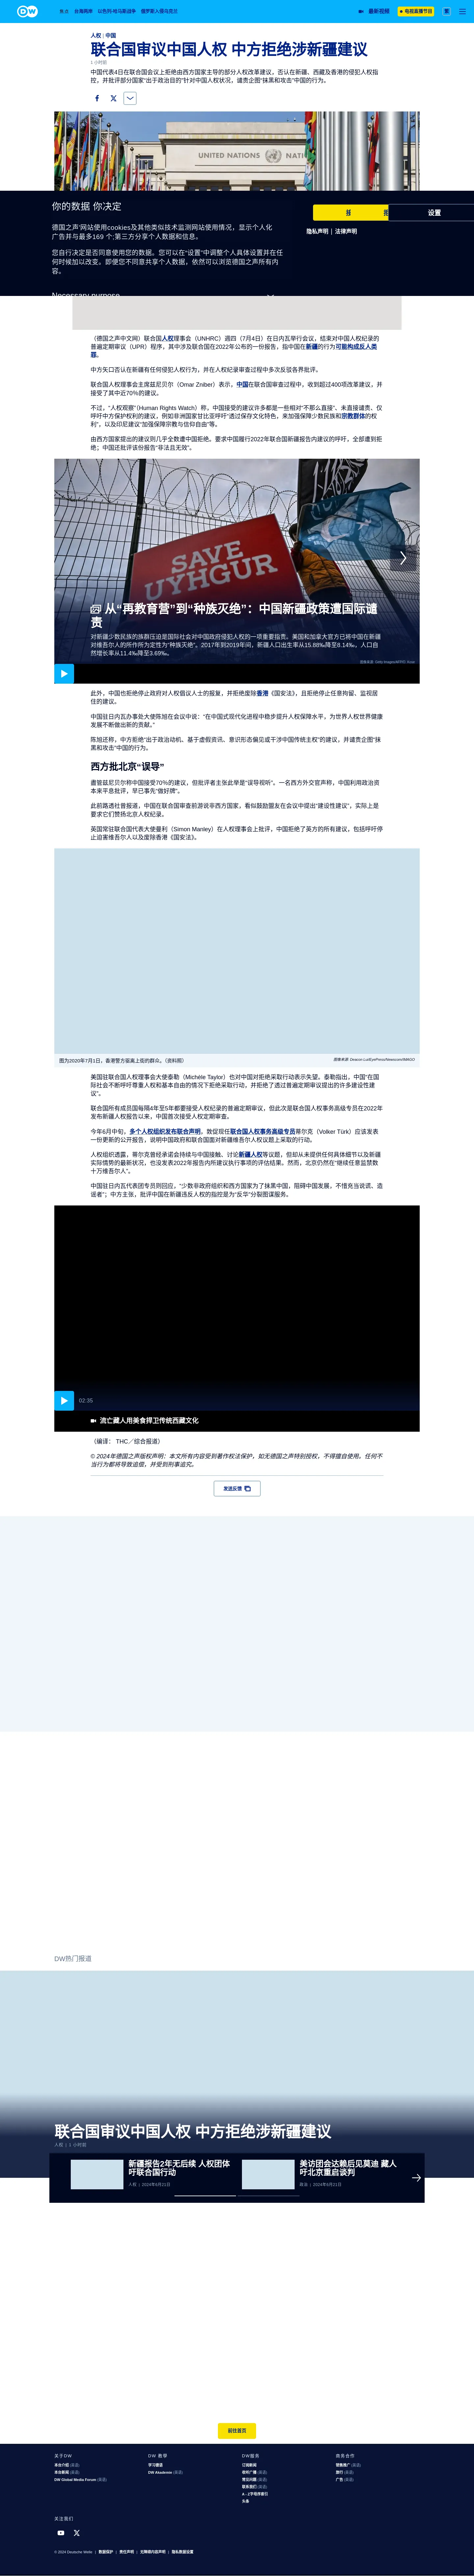 DW
焦点 台海两岸 以色列-哈马斯战争 俄罗斯入侵乌克兰
最新视频
电视直播节目
繁
人权 | 中国
联合国审议中国人权 中方拒绝涉新疆建议
1 小时前
中国代表4日在联合国会议上拒绝由西方国家主导的部分人权改革建议，否认在新疆、西藏及香港的侵犯人权指
控，并批评部分国家“出于政治目的”针对中国人权状况，谴责企图“抹黑和攻击”中国的行为。
UNITED NATIONS
你的数据 你决定
德国之声网站使用cookies及其他类似技术监测网站使用情况，显示个人化
广告并与最多169 个:第三方分享个人数据和信息。
您自行决定是否同意使用您的数据。您可以在“设置”中调整个人具体设置并在任
何时候加以改变。即便您不同意共享个人数据，依然可以浏览德国之声所有内
容。
Necessary purpose
设置
隐私声明 | 法律声明
（德国之声中文网）联合国人权理事会（UNHRC）週四（7月4日）在日内瓦举行会议，结束对中国人权纪录的
普遍定期审议（UPR）程序，其中涉及联合国在2022年公布的一份报告，指中国在新疆的行为可能构成反人类
罪。
中方矢口否认在新疆有任何侵犯人权行为，并在人权纪录审查过程中多次反驳各界批评。
联合国人权理事会主席兹尼贝尔（Omar Zniber）表示，中国在联合国审查过程中，收到超过400项改革建议，并
接受了其中近70%的建议。
不过，“人权观察”（Human Rights Watch）称，中国接受的建议许多都是一些相对“不那么直接”、未直接谴责、仅
呼吁中方保护权利的建议，例如非洲国家甘比亚呼吁“透过保存文化特色，来加强保障少数民族和宗教群体的权
利”，以及印尼建议“加强保障宗教与信仰自由”等。
由西方国家提出的建议则几乎全数遭中国拒绝。要求中国履行2022年联合国新疆报告内建议的呼吁，全部遭到拒
绝；中国还批评该份报告“非法且无效”。
SAVE UYGHUR
从“再教育营”到“种族灭绝”：中国新疆政策遭国际谴
责
对新疆少数民族的族群压迫是国际社会对中国政府侵犯人权的一项重要指责。美国和加拿大官方已将中国在新疆
对维吾尔人的所作所为定性为“种族灭绝”。2017年到2019年间，新疆人口出生率从15.88‰降至8.14‰，人口自
然增长率从11.4‰降至3.69‰。
此外，中国也拒绝停止政府对人权倡议人士的报复，并拒绝废除香港《国安法》，且拒绝停止任意拘留、监视居
住的建议。
中国驻日内瓦办事处大使陈旭在会议中说：“在中国式现代化进程中稳步提升人权保障水平，为世界人权世界健康
发展不断做出新的贡献。”
陈旭还称，中方拒绝“出于政治动机、基于虚假资讯、意识形态偏见或干涉中国传统主权”的建议，并谴责企图“抹
黑和攻击”中国的行为。
西方批北京“误导”
盡管兹尼贝尔称中国接受70%的建议，但批评者主张此举是“误导视听”。一名西方外交官声称，中国利用政治资
本来平息批评，早已事先“做好牌”。
此前路透社曾报道，中国在联合国审查前游说非西方国家，看似鼓励盟友在会议中提出“建设性建议”，实际上是
要求它们赞扬北京人权纪录。
英国常驻联合国代表大使曼利（Simon Manley）在人权理事会上批评，中国拒绝了英方的所有建议，包括呼吁停
止迫害维吾尔人以及废除香港《国安法》。
图为2020年7月1日，香港警方驱离上街的群众。（资料照）
图像来源: Deacon Lui/EyePress/Newscom/IMAGO
美国驻联合国人权理事会大使泰勒（Michèle Taylor）也对中国对拒绝采取行动表示失望。泰勒指出，中国“在国
际社会不断呼吁尊重人权和基本自由的情况下拒绝采取行动，并拒绝了透过普遍定期审议提出的许多建设性建
议”。
联合国所有成员国每隔4年至5年都要接受人权纪录的普遍定期审议，但此次是联合国人权事务高级专员在2022年
发布新疆人权报告以来，中国首次接受人权定期审查。
今年6月中旬，多个人权组织发布联合声明，敦促现任联合国人权事务高级专员蒂尔克（Volker Türk）应该发表
一份更新的公开报告，说明中国政府和联合国面对新疆维吾尔人权议题上采取的行动。
人权组织透露，蒂尔克曾经承诺会持续与中国接触、讨论新疆人权等议题，但却从未提供任何具体细节以及新疆
实际情势的最新状况，也没发表2022年报告内所建议执行事项的评估结果。然而，北京仍然在“继续任意监禁数
十万维吾尔人”。
中国驻日内瓦代表团专员则回应，“少数非政府组织和西方国家为了抹黑中国，阻碍中国发展，不惜充当说谎、造
谣者”；中方主张，批评中国在新疆违反人权的指控是为“反华”分裂图谋服务。
02:35
流亡藏人用美食捍卫传统西藏文化
（编译： THC／综合报道）
© 2024年德国之声版权声明：本文所有内容受到著作权法保护，如无德国之声特别授权，不得擅自使用。任何不
当行为都将导致追偿，并受到刑事追究。
发送反馈
DW热门报道
联合国审议中国人权 中方拒绝涉新疆建议
人权 | 1 小时前
新疆报告2年无后续 人权团体
吁联合国行动
人权 | 2024年6月21日
美访团会达赖后见莫迪 藏人
吁北京重启谈判
政治 | 2024年6月21日
前往首页
关于DW
本台介绍 (英语)
本台新闻 (英语)
DW Global Media Forum (英语)
DW 教学
学习德语
DW Akademie (英语)
DW服务
订阅新闻
收听广播 (英语)
常见问题 (英语)
联系我们 (英语)
A - Z字母序索引
头条
商务合作
销售推广 (英语)
旅行 (英语)
广告 (英语)
关注我们
© 2024 Deutsche Welle | 数据保护 | 责任声明 | 无障碍内容声明 | 隐私数据设置